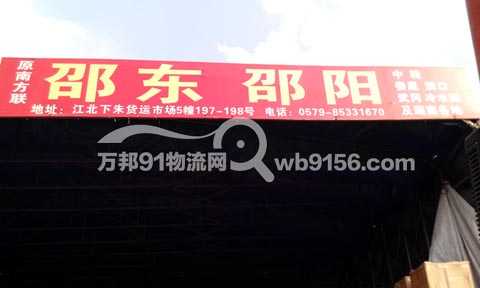 原南方联
邵东 邵阳
中转
娄底 洞口
武冈 冷水江
及湖南各地
地址：江北下朱货运市场5幢197-198号 电话：0579-85331670
万邦91物流网 wb9156.com